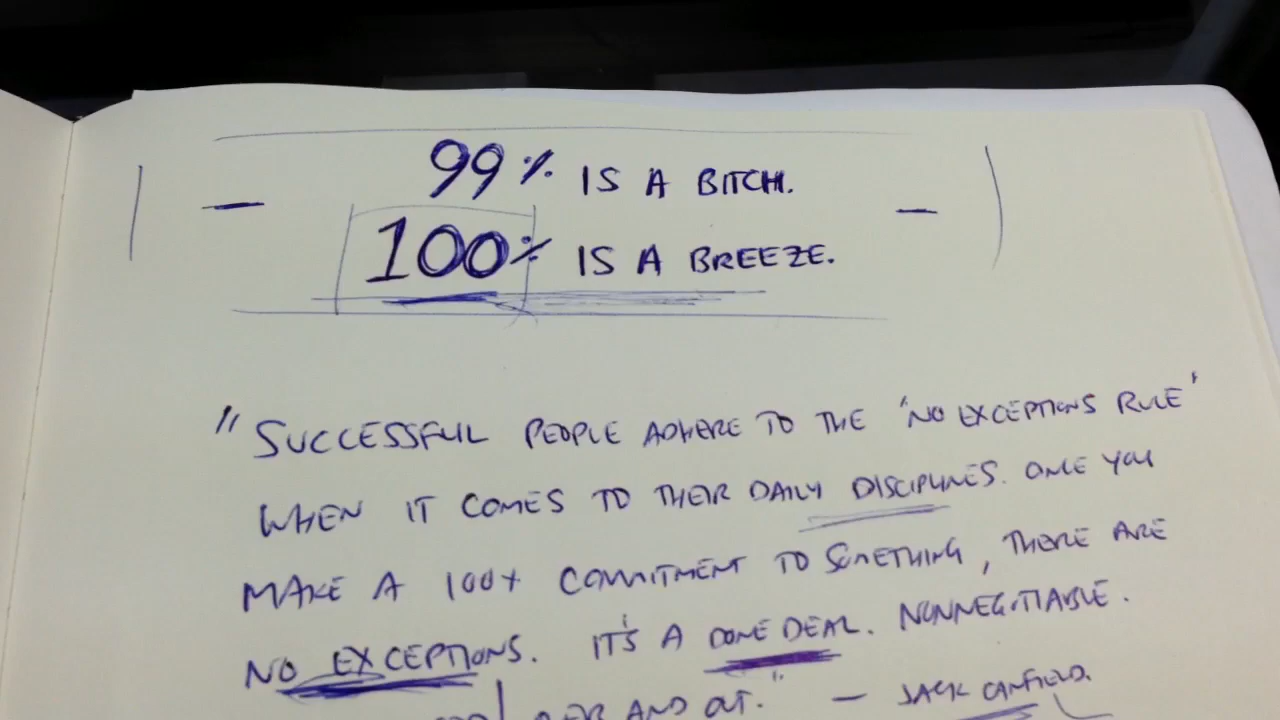 99% IS A BITCH.
100% IS A BREEZE.
"SUCCESSFUL PEOPLE ADHERE TO THE 'NO EXCEPTIONS RULE'
WHEN IT COMES TO THEIR DAILY DISCIPLINES. ONCE YOU
MAKE A 100% COMMITMENT TO SOMETHING, THERE ARE
NO EXCEPTIONS. IT'S A DONE DEAL. NONNEGOTIABLE.
OVER AND OUT." - JACK CANFIELD.